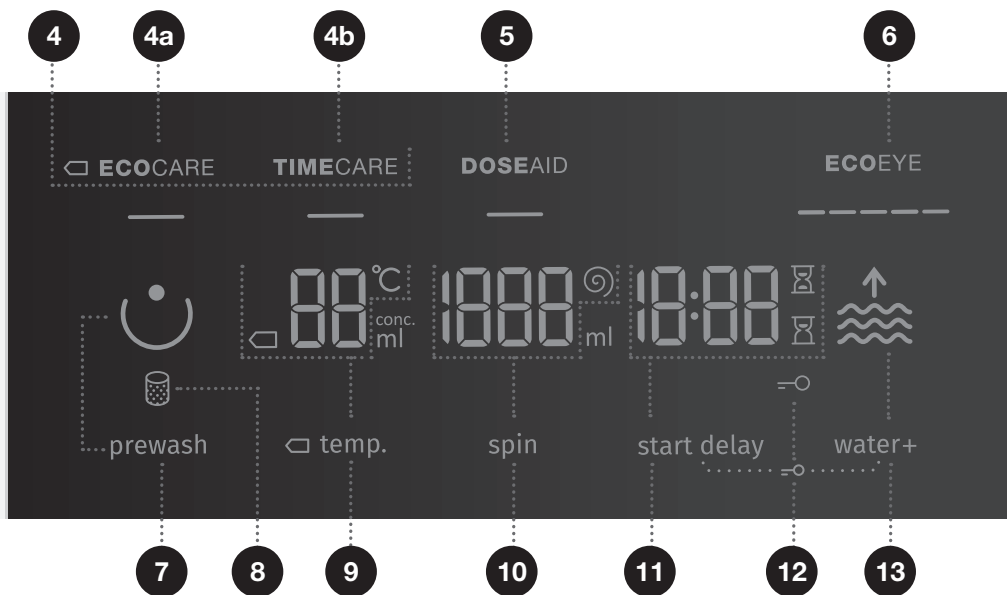 4 4a 4b 5 6
ECOCARE TIMECARE DOSEAID ECOEYE
88 °C 1888 18:88
conc.
ml ml
prewash temp. spin start delay water+
7 8 9 10 11 12 13